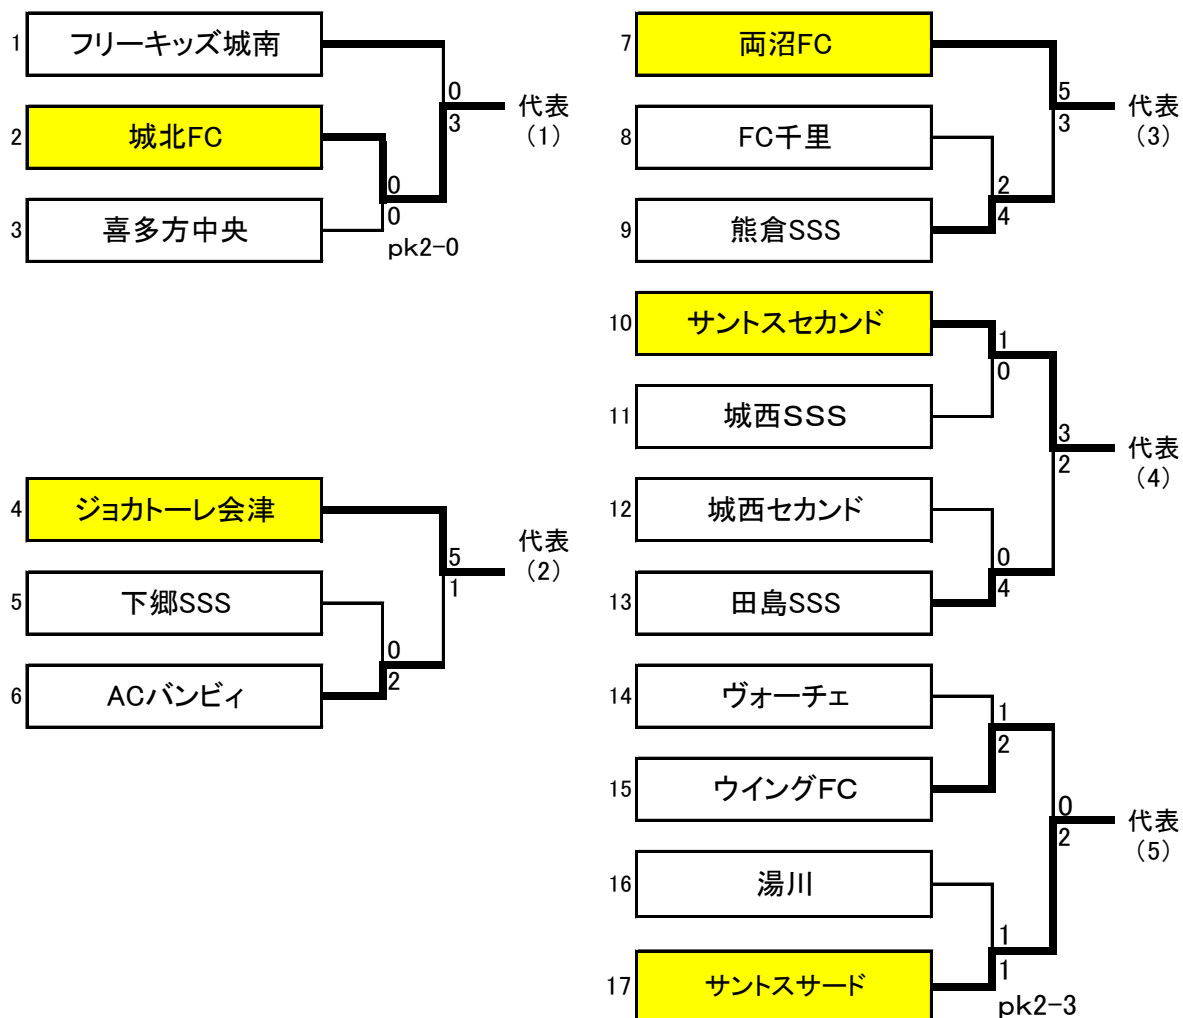 1
フリーキッズ城南
2
城北FC
3
喜多方中央
0
0
pk2-0
0
3
代表
(1)
4
ジョカトーレ会津
5
下郷SSS
6
ACバンビィ
0
2
5
1
代表
(2)
7
両沼FC
8
FC千里
9
熊倉SSS
2
4
5
3
代表
(3)
10
サントスセカンド
11
城西SSS
1
0
12
城西セカンド
13
田島SSS
0
4
3
2
代表
(4)
14
ヴォーチェ
15
ウイングFC
1
2
16
湯川
17
サントスサード
1
1
pk2-3
0
2
代表
(5)